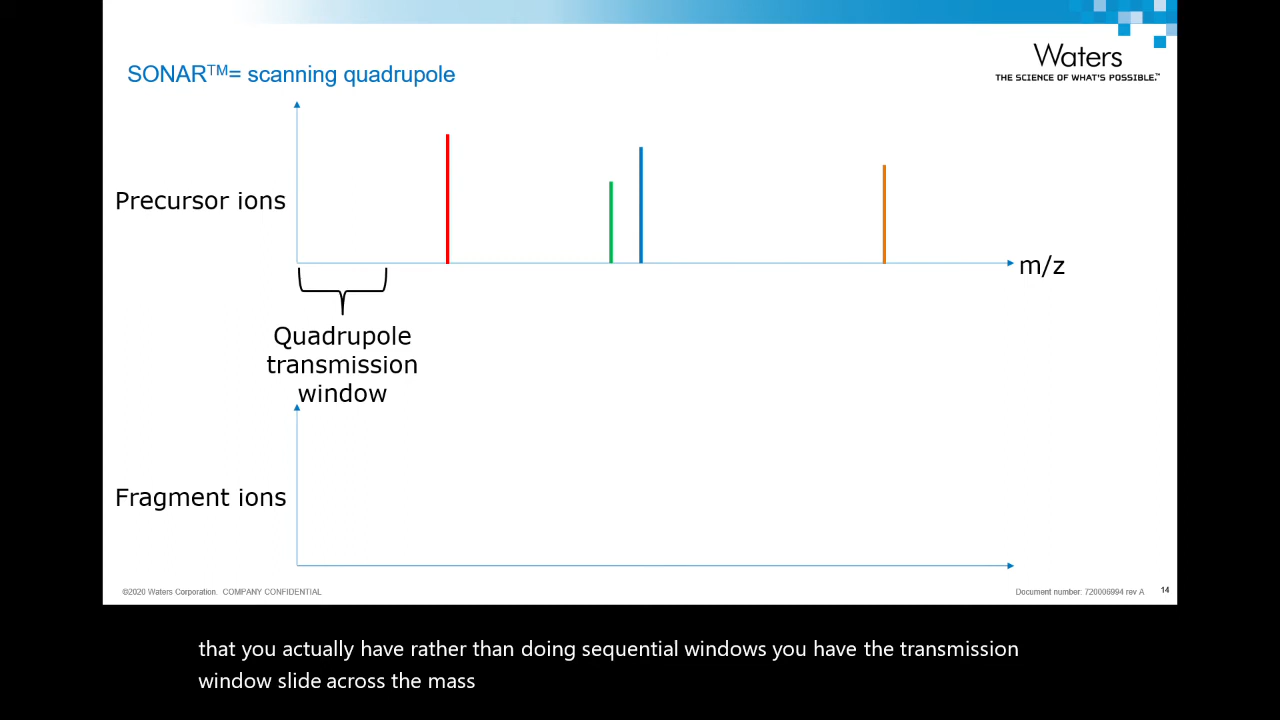 Waters
THE SCIENCE OF WHAT'S POSSIBLE.™
SONAR™= scanning quadrupole
Precursor ions
m/z
Quadrupole
transmission
window
Fragment ions
©2020 Waters Corporation. COMPANY CONFIDENTIAL
Document number: 720006994 rev A 14
that you actually have rather than doing sequential windows you have the transmission
window slide across the mass